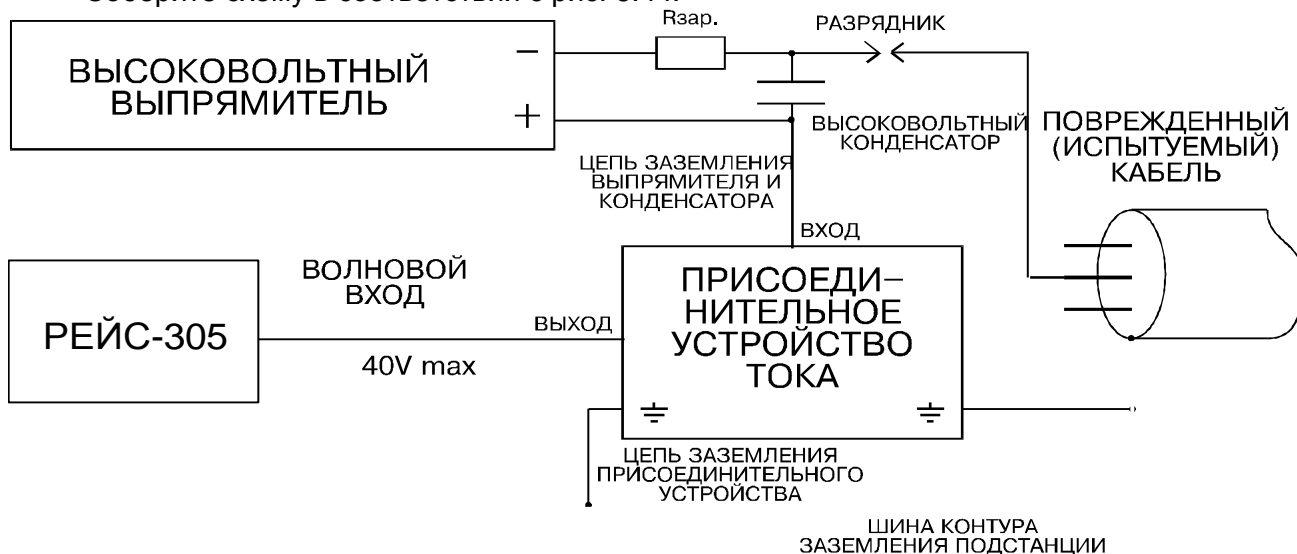 Rзар.
РАЗРЯДНИК
ВЫСОКОВОЛЬТНЫЙ
ВЫПРЯМИТЕЛЬ
−
+
ВЫСОКОВОЛЬТНЫЙ
КОНДЕНСАТОР
ПОВРЕЖДЕННЫЙ
(ИСПЫТУЕМЫЙ)
КАБЕЛЬ
ЦЕПЬ ЗАЗЕМЛЕНИЯ
ВЫПРЯМИТЕЛЯ И
КОНДЕНСАТОРА
ВХОД
РЕЙС-305
ВОЛНОВОЙ
ВХОД
40V max
ВЫХОД
ПРИСОЕДИ–
НИТЕЛЬНОЕ
УСТРОЙСТВО
ТОКА
ЦЕПЬ ЗАЗЕМЛЕНИЯ
ПРИСОЕДИНИТЕЛЬНОГО
УСТРОЙСТВА
ШИНА КОНТУРА
ЗАЗЕМЛЕНИЯ ПОДСТАНЦИИ